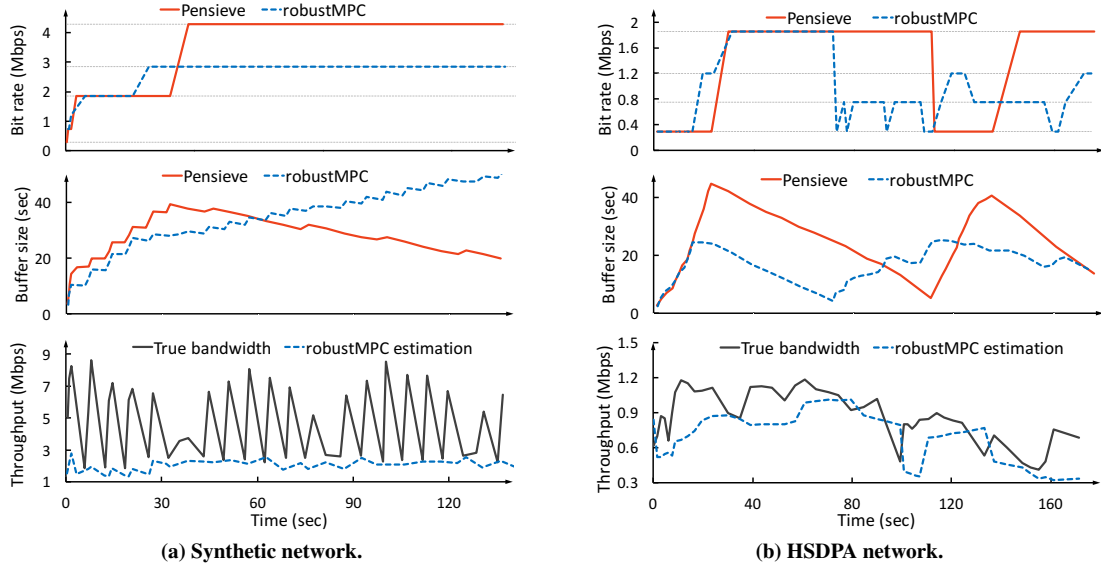 Pensieve robustMPC
Bit rate (Mbps)
4
3
2
1
0
Pensieve robustMPC
Buffer size (sec)
40
20
0
True bandwidth robustMPC estimation
Throughput (Mbps)
9
7
5
3
1
0 30 60 90 120
Time (sec)
(a) Synthetic network.
Pensieve robustMPC
Bit rate (Mbps)
2
1.6
1.2
0.8
0.4
0
Pensieve robustMPC
Buffer size (sec)
40
20
0
True bandwidth robustMPC estimation
Throughput (Mbps)
1.5
1.2
0.9
0.6
0.3
0 40 80 120 160
Time (sec)
(b) HSDPA network.